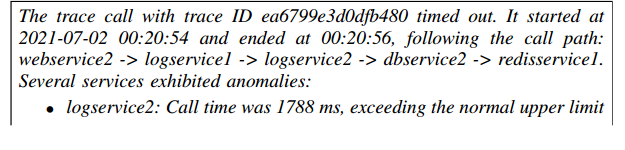 The trace call with trace ID ea6799e3d0dfb480 timed out. It started at
2021-07-02 00:20:54 and ended at 00:20:56, following the call path:
webservice2 -> logservice1 -> logservice2 -> dbservice2 -> redisservice1.
Several services exhibited anomalies:
• logservice2: Call time was 1788 ms, exceeding the normal upper limit